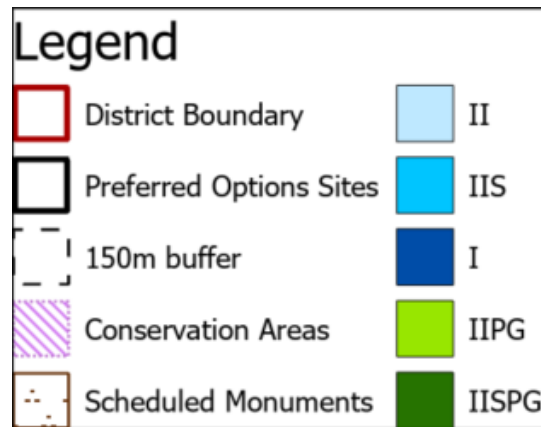 Legend
District Boundary
Preferred Options Sites
150m buffer
Conservation Areas
Scheduled Monuments
II
IIS
I
IIPG
IISPG